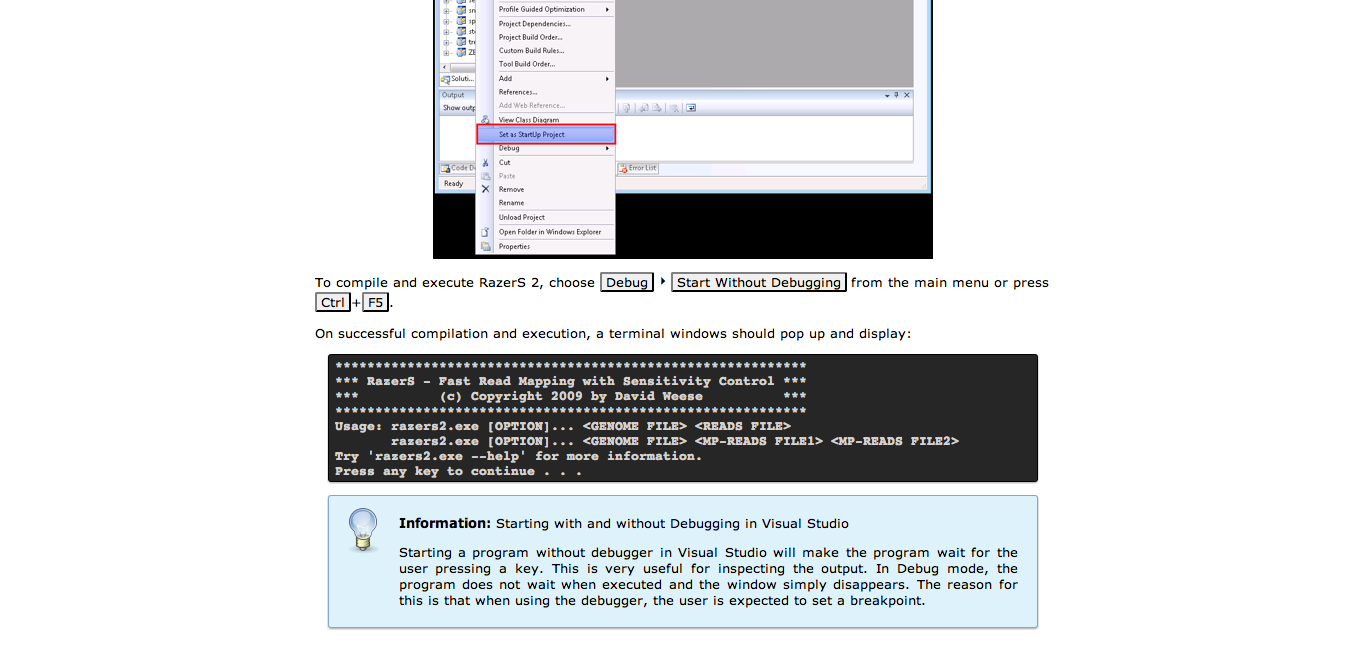 Profile Guided Optimization
Project Dependencies...
Project Build Order...
Custom Build Rules...
Tool Build Order...
Add
References...
Add Web Reference...
View Class Diagram
Set as StartUp Project
Debug
Cut
Paste
Remove
Rename
Unload Project
Open Folder in Windows Explorer
Properties
Soluti...
Output
Show outp
Code D
Error List
Ready
To compile and execute RazerS 2, choose Debug ‣ Start Without Debugging from the main menu or press
Ctrl+F5.
On successful compilation and execution, a terminal windows should pop up and display:
***********************************************************
*** RazerS - Fast Read Mapping with Sensitivity Control ***
***          (c) Copyright 2009 by David Weese          ***
***********************************************************
Usage: razers2.exe [OPTION]... <GENOME FILE> <READS FILE>
       razers2.exe [OPTION]... <GENOME FILE> <MP-READS FILE1> <MP-READS FILE2>
Try 'razers2.exe --help' for more information.
Press any key to continue . . .
Information: Starting with and without Debugging in Visual Studio
Starting a program without debugger in Visual Studio will make the program wait for the
user pressing a key. This is very useful for inspecting the output. In Debug mode, the
program does not wait when executed and the window simply disappears. The reason for
this is that when using the debugger, the user is expected to set a breakpoint.